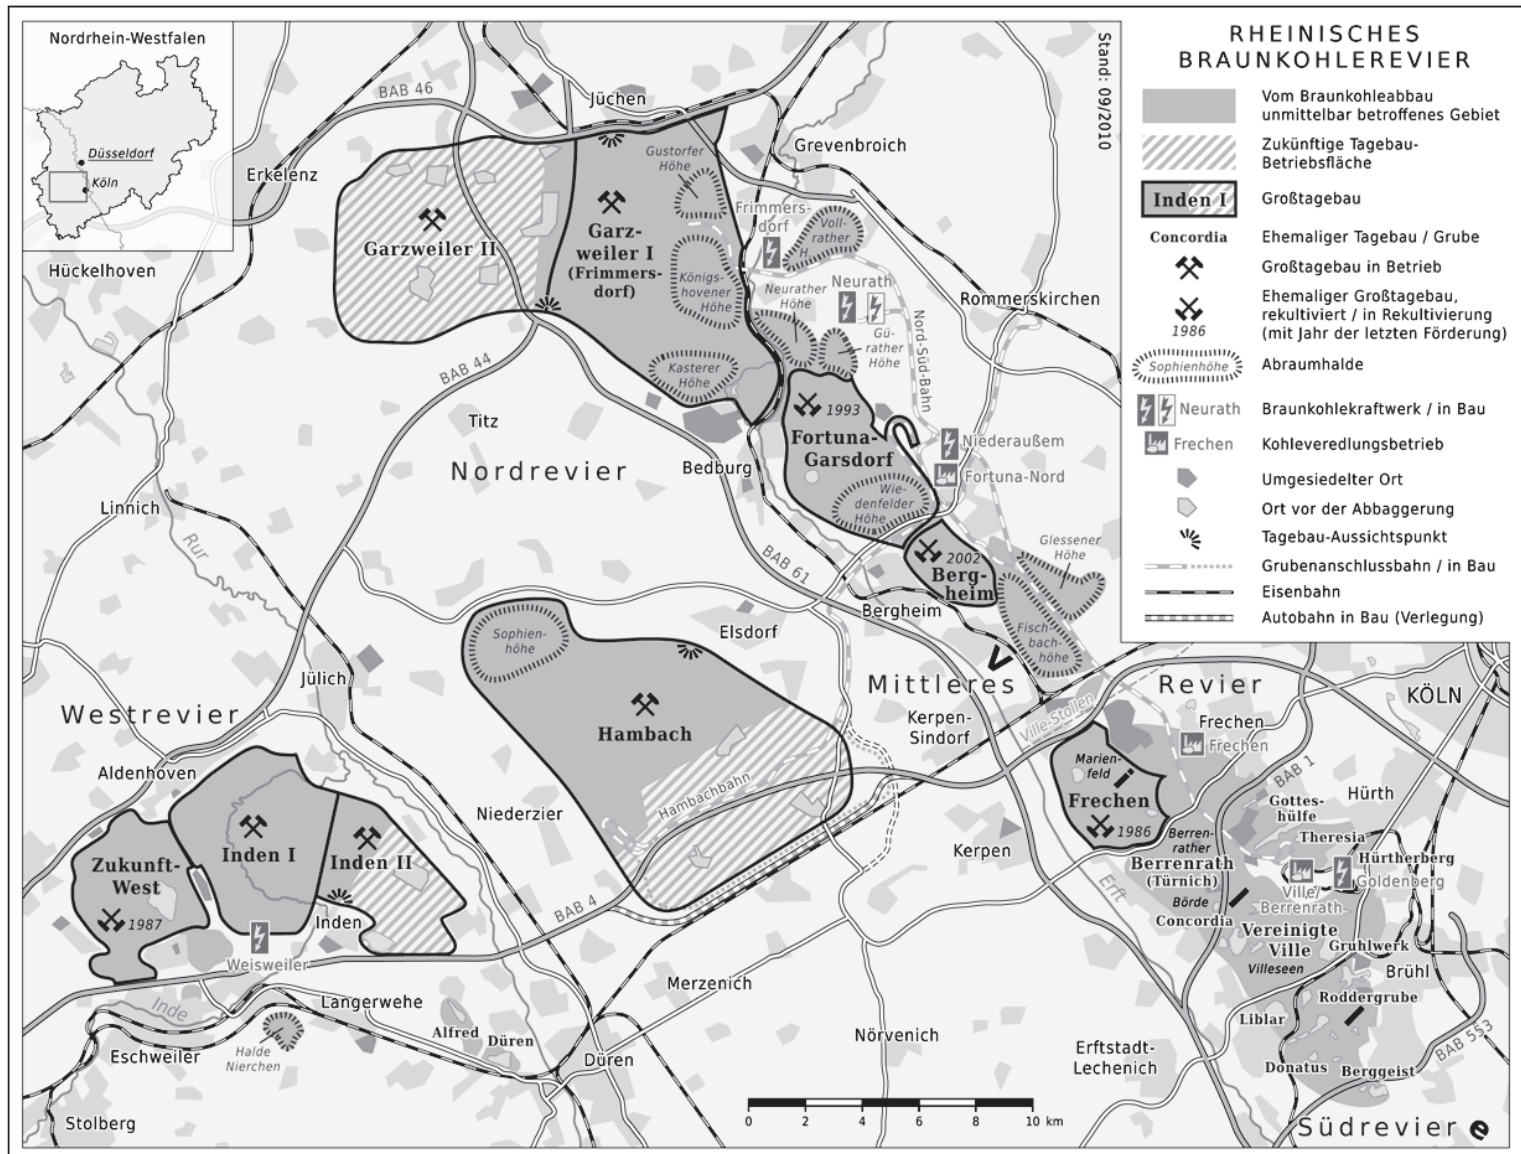 Nordrhein-Westfalen
Düsseldorf
Köln
RHEINISCHES
BRAUNKOHLEREVIER
Stand: 09/2010
Vom Braunkohleabbau
unmittelbar betroffenes Gebiet
Zukünftige Tagebau-
Betriebsfläche
Inden I
Großtagebau
Concordia
Ehemaliger Tagebau / Grube
Großtagebau in Betrieb
1986
Ehemaliger Großtagebau,
rekultiviert / in Rekultivierung
(mit Jahr der letzten Förderung)
Sophienhöhe
Abraumhalde
Neurath
Braunkohlekraftwerk / in Bau
Frechen
Kohleveredlungsbetrieb
Umgesiedelter Ort
Ort vor der Abbaggerung
Tagebau-Aussichtspunkt
Grubenanschlussbahn / in Bau
Eisenbahn
Autobahn in Bau (Verlegung)
BAB 46
Jüchen
Grevenbroich
Erkelenz
Gustorfer
Höhe
Frimmers-
dorf
Voll-
rather
H.
Garzweiler II
Garz-
weiler I
(Frimmers-
dorf)
Königs-
hovener
Höhe
Hückelhoven
Neurather
Höhe
Neurath
Rommerskirchen
Gü-
rather
Höhe
Nord-Süd-Bahn
BAB 44
Kasterer
Höhe
Titz
1993
Fortuna-
Garsdorf
Niederaußem
Fortuna-Nord
Nordrevier
Bedburg
Wie-
denfelder
Höhe
Linnich
Rur
BAB 61
2002
Berg-
heim
Glessener
Höhe
Bergheim
Fisch-
bach-
höhe
Sophien-
höhe
Elsdorf
Jülich
Westrevier
Hambach
Mittleres
Revier
KÖLN
Kerpen-
Sindorf
Ville-Stollen
Frechen
Frechen
Aldenhoven
Hambachbahn
Marien-
feld
Frechen
1986
BAB 1
Hürth
Gottes-
hülfe
Theresia
Niederzier
Kerpen
Berren-
rather
Berrenrath
(Türnich)
Börde
Concordia
Hürtherberg
Goldenberg
Ville/
Berrenrath
Zukunft-
West
1987
Inden I
Inden II
Inden
BAB 4
Erft
Vereinigte
Ville
Villeseen
Gruhlwerk
Brühl
Weisweiler
Merzenich
Roddergrube
Liblar
Langerwehe
Inde
Alfred
Düren
Nörvenich
Eschweiler
Halde
Nierchen
Düren
Erftstadt-
Lechenich
Donatus
Berggeist
BAB 553
Stolberg
0 2 4 6 8 10 km
Südrevier